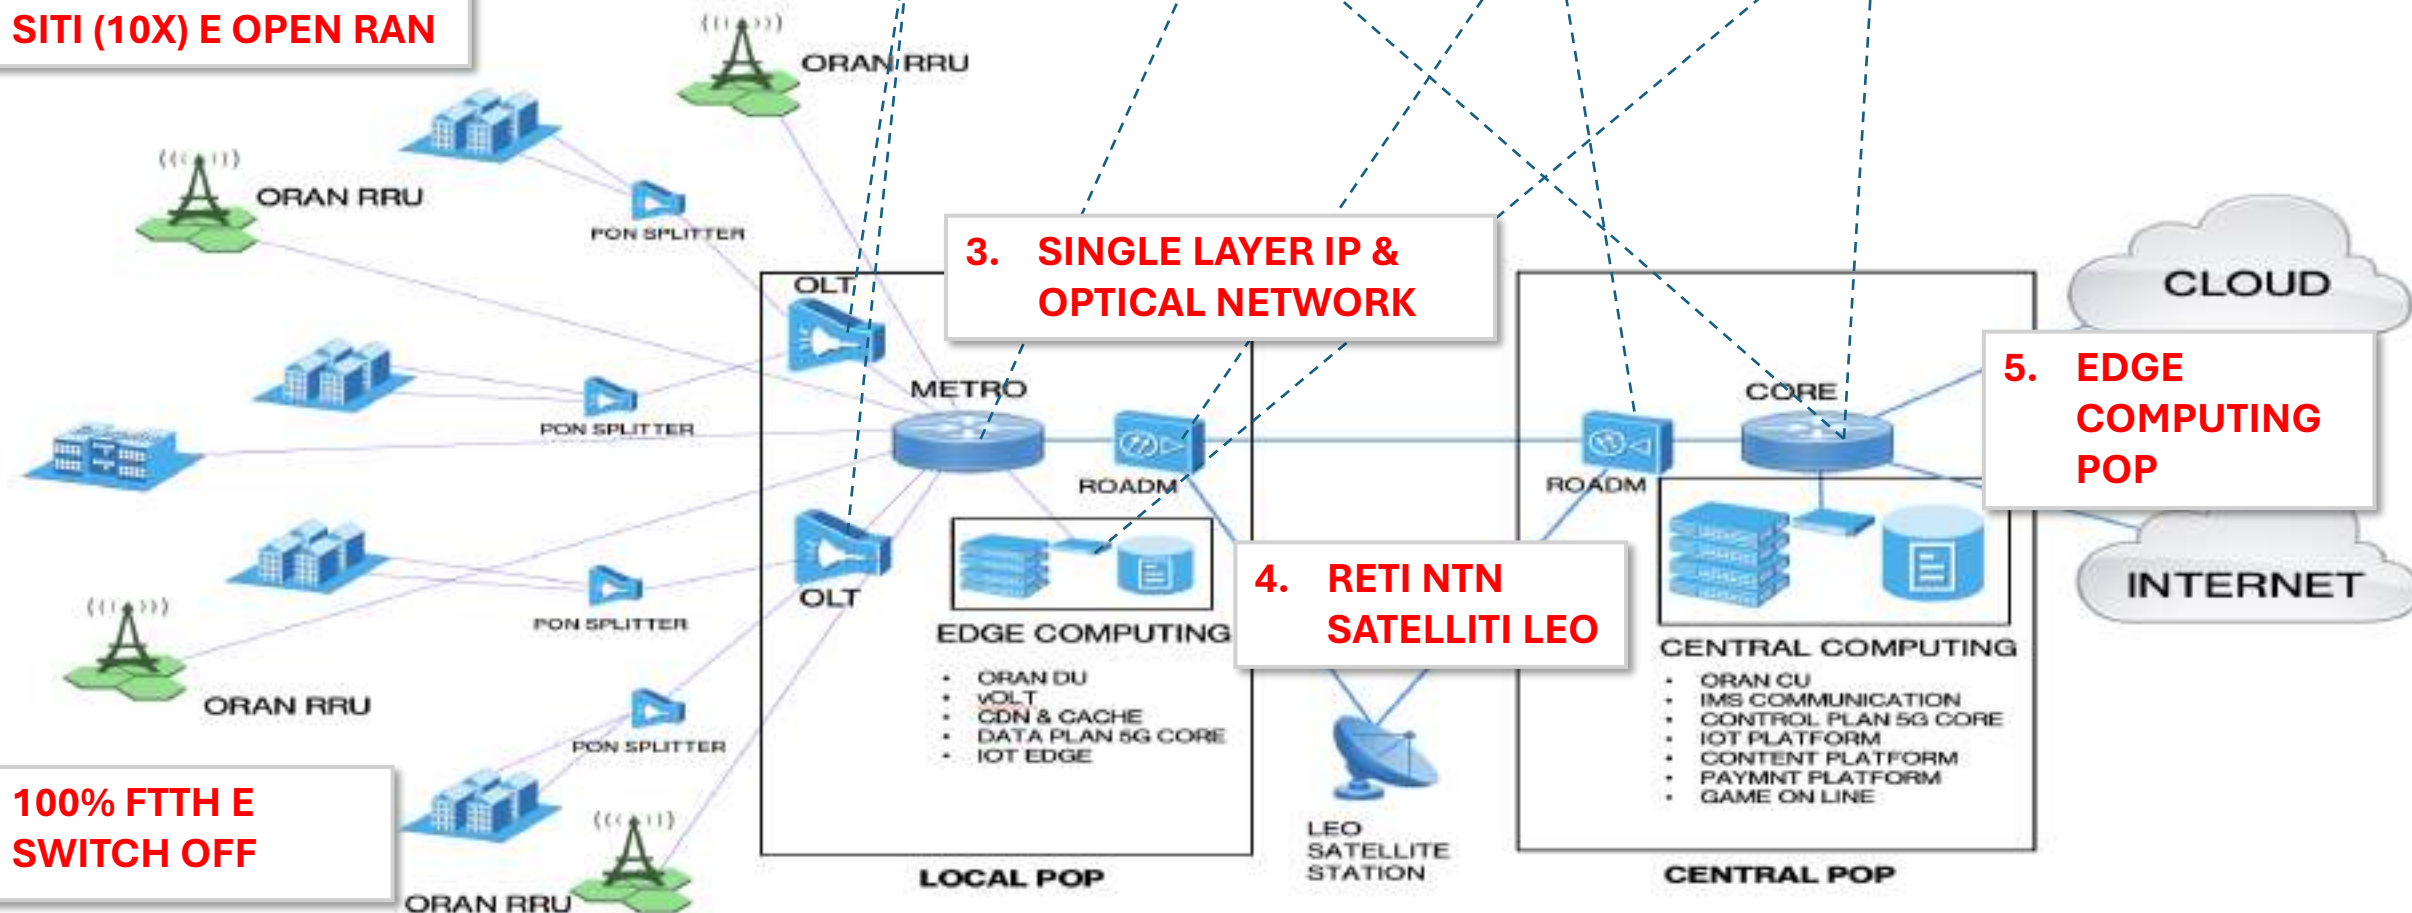 SITI (10X) E OPEN RAN
ORAN RRU
ORAN RRU
PON SPLITTER
3. SINGLE LAYER IP &
OPTICAL NETWORK
OLT
CLOUD
METRO
CORE
5. EDGE
COMPUTING
POP
PON SPLITTER
ROADM
ROADM
OLT
4. RETI NTN
SATELLITI LEO
INTERNET
PON SPLITTER
EDGE COMPUTING
• ORAN DU
• vOLT
• CDN & CACHE
• DATA PLAN 5G CORE
• IOT EDGE
CENTRAL COMPUTING
• ORAN CU
• IMS COMMUNICATION
• CONTROL PLAN 5G CORE
• IOT PLATFORM
• CONTENT PLATFORM
• PAYMNT PLATFORM
• GAME ON LINE
ORAN RRU
PON SPLITTER
100% FTTH E
SWITCH OFF
LEO
SATELLITE
STATION
LOCAL POP
CENTRAL POP
ORAN RRU